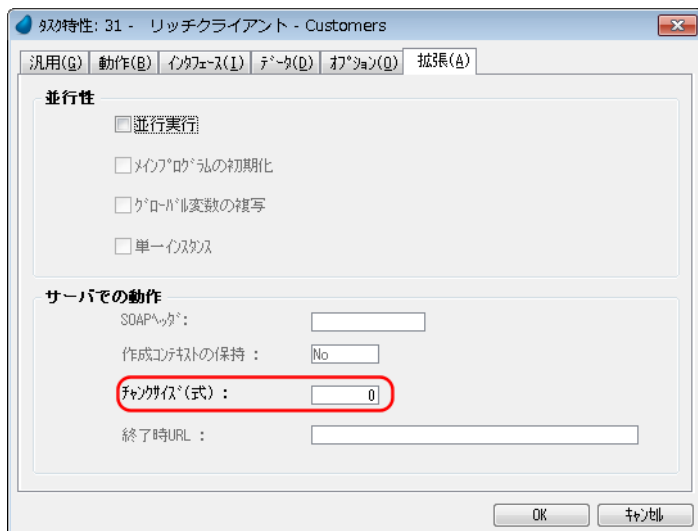 ﾀｽｸ特性: 31 -   リッチクライアント - Customers
汎用(G) 動作(B) ｲﾝﾀﾌｪｰｽ(I) ﾃﾞｰﾀ(D) ｵﾌﾟｼｮﾝ(O) 拡張(A)
並行性
並行実行
ﾒｲﾝﾌﾟﾛｸﾞﾗﾑの初期化
ｸﾞﾛｰﾊﾞﾙ変数の複写
単一ｲﾝｽﾀﾝｽ
サーバでの動作
SOAPﾍｯﾀﾞ:
作成ｺﾝﾃｷｽﾄの保持 : No
ﾁｬﾝｸｻｲｽﾞ(式) : 0
終了時URL :
OK ｷｬﾝｾﾙ